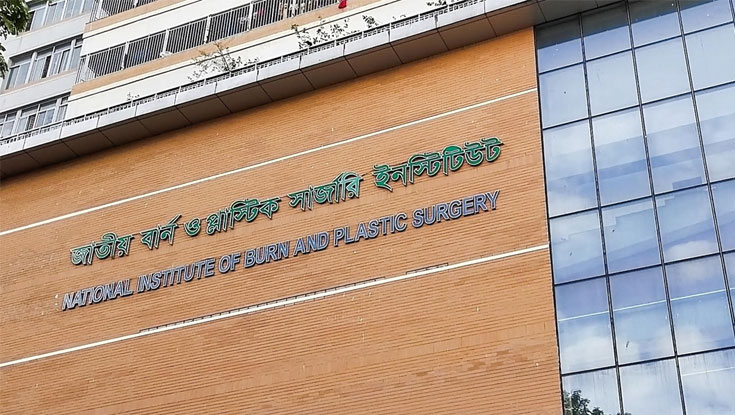 জাতীয় বার্ন ও প্লাস্টিক সার্জারি ইনস্টিটিউট
NATIONAL INSTITUTE OF BURN AND PLASTIC SURGERY